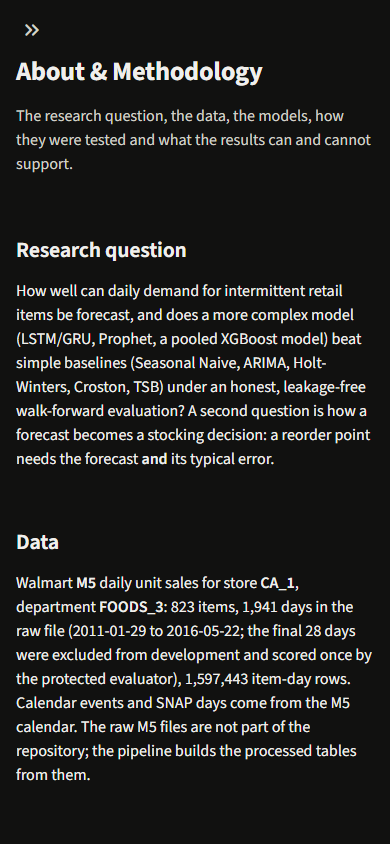 »
About & Methodology
The research question, the data, the models, how
they were tested and what the results can and cannot
support.
Research question
How well can daily demand for intermittent retail
items be forecast, and does a more complex model
(LSTM/GRU, Prophet, a pooled XGBoost model) beat
simple baselines (Seasonal Naive, ARIMA, Holt-
Winters, Croston, TSB) under an honest, leakage-free
walk-forward evaluation? A second question is how a
forecast becomes a stocking decision: a reorder point
needs the forecast and its typical error.
Data
Walmart M5 daily unit sales for store CA_1,
department FOODS_3: 823 items, 1,941 days in the
raw file (2011-01-29 to 2016-05-22; the final 28 days
were excluded from development and scored once by
the protected evaluator), 1,597,443 item-day rows.
Calendar events and SNAP days come from the M5
calendar. The raw M5 files are not part of the
repository; the pipeline builds the processed tables
from them.